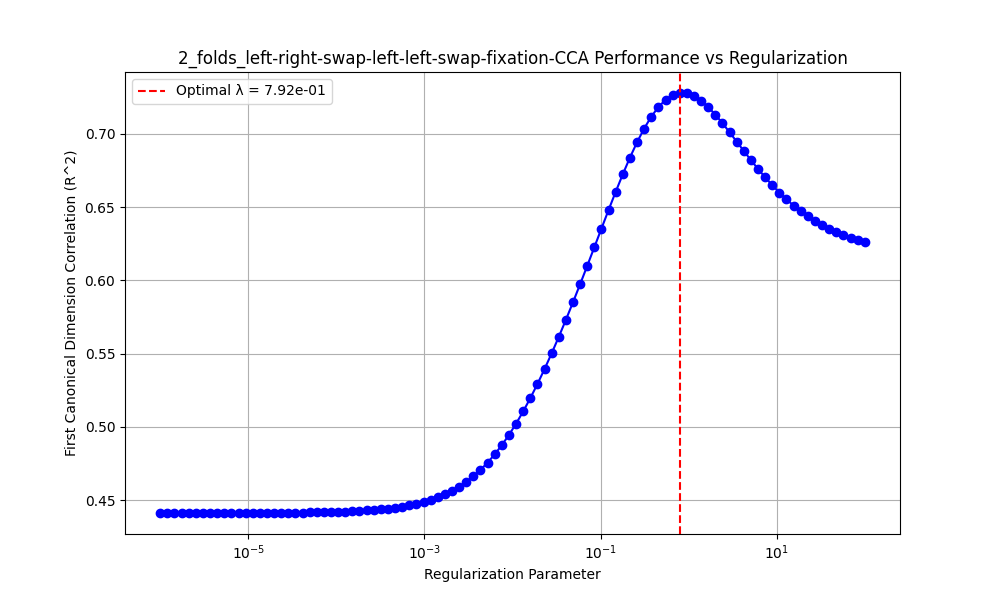 2_folds_left-right-swap-left-left-swap-fixation-CCA Performance vs Regularization
Optimal λ = 7.92e-01
First Canonical Dimension Correlation (R^2)
0.70
0.65
0.60
0.55
0.50
0.45
10⁻⁵
10⁻³
10⁻¹
10¹
Regularization Parameter